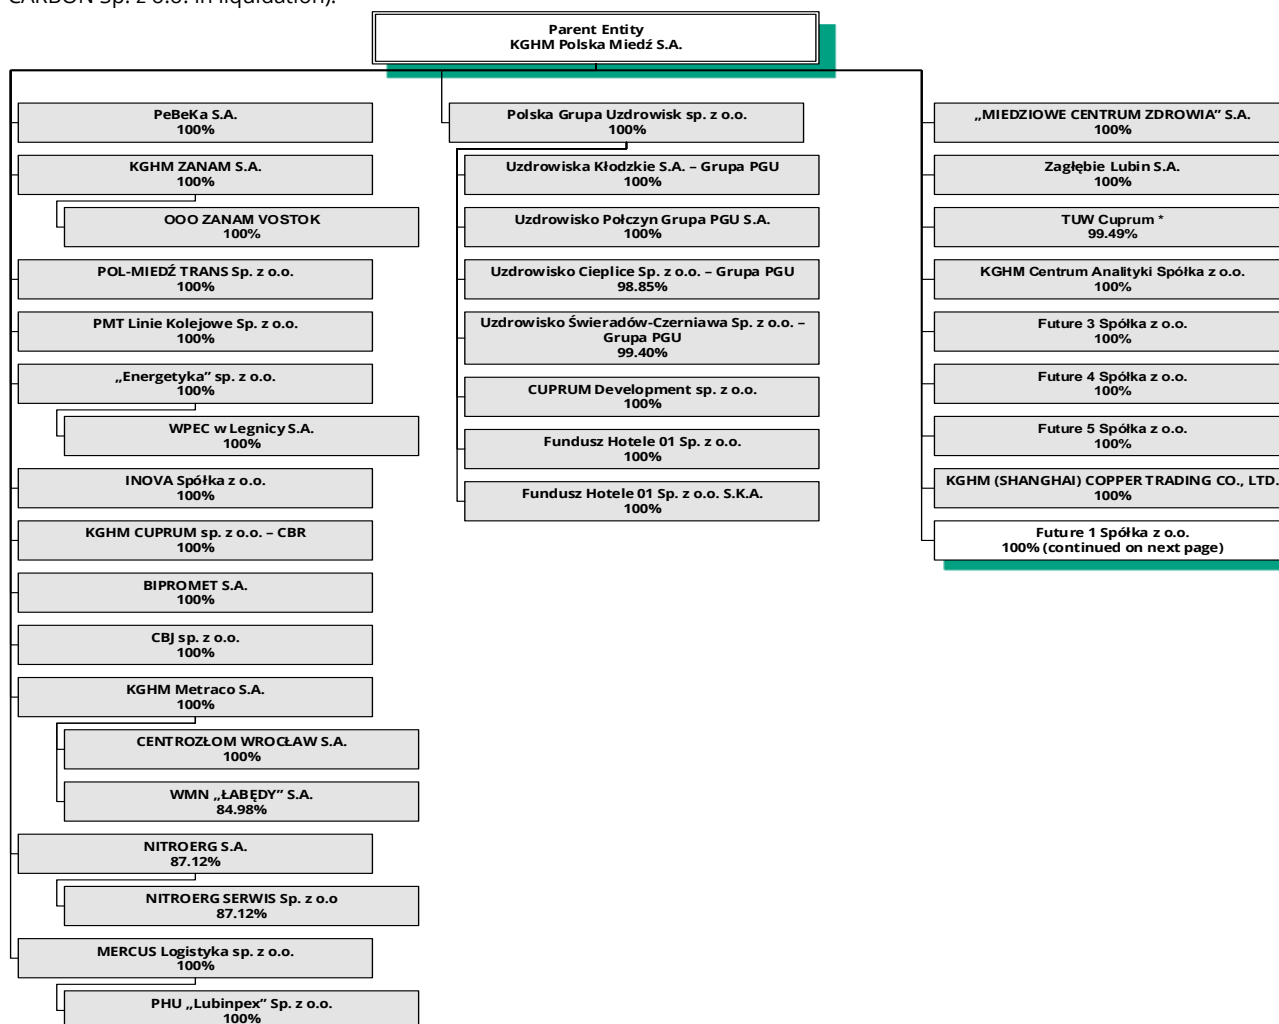 CARBON Sp. z o.o. in liquidation).
Parent Entity
KGHM Polska Miedź S.A.
PeBeKa S.A.
100%
KGHM ZANAM S.A.
100%
OOO ZANAM VOSTOK
100%
POL-MIEDŹ TRANS Sp. z o.o.
100%
PMT Linie Kolejowe Sp. z o.o.
100%
„Energetyka” sp. z o.o.
100%
WPEC w Legnicy S.A.
100%
INOVA Spółka z o.o.
100%
KGHM CUPRUM sp. z o.o. – CBR
100%
BIPROMET S.A.
100%
CBJ sp. z o.o.
100%
KGHM Metraco S.A.
100%
CENTROZŁOM WROCŁAW S.A.
100%
WMN „ŁABĘDY” S.A.
84.98%
NITROERG S.A.
87.12%
NITROERG SERWIS Sp. z o.o
87.12%
MERCUS Logistyka sp. z o.o.
100%
PHU „Lubinpex” Sp. z o.o.
100%
Polska Grupa Uzdrowisk sp. z o.o.
100%
Uzdrowiska Kłodzkie S.A. – Grupa PGU
100%
Uzdrowisko Połczyn Grupa PGU S.A.
100%
Uzdrowisko Cieplice Sp. z o.o. – Grupa PGU
98.85%
Uzdrowisko Świeradów-Czerniawa Sp. z o.o. –
Grupa PGU
99.40%
CUPRUM Development sp. z o.o.
100%
Fundusz Hotele 01 Sp. z o.o.
100%
Fundusz Hotele 01 Sp. z o.o. S.K.A.
100%
„MIEDZIOWE CENTRUM ZDROWIA” S.A.
100%
Zagłębie Lubin S.A.
100%
TUW Cuprum *
99.49%
KGHM Centrum Analityki Spółka z o.o.
100%
Future 3 Spółka z o.o.
100%
Future 4 Spółka z o.o.
100%
Future 5 Spółka z o.o.
100%
KGHM (SHANGHAI) COPPER TRADING CO., LTD.
100%
Future 1 Spółka z o.o.
100% (continued on next page)